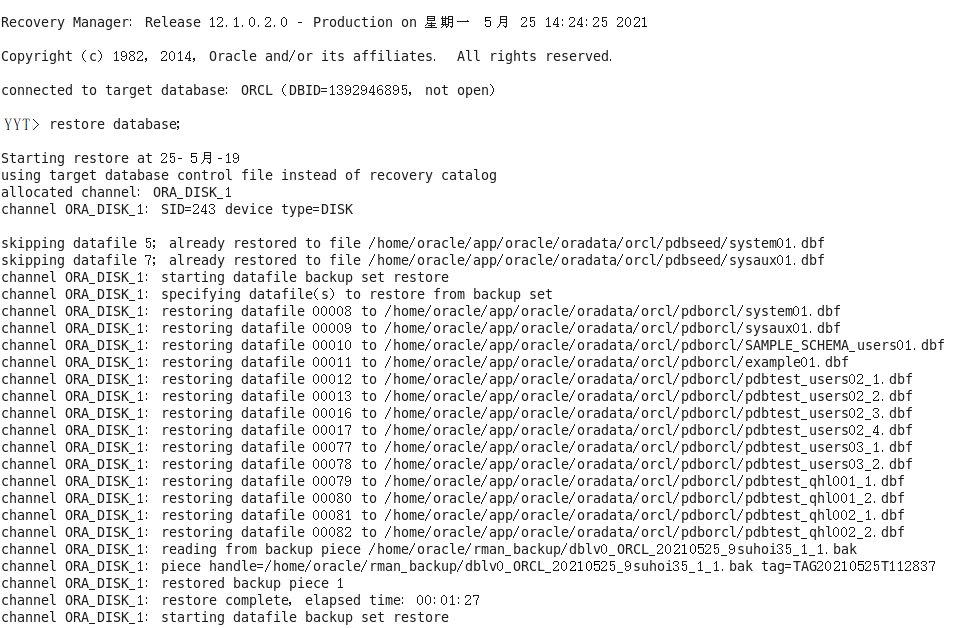 Recovery Manager: Release 12.1.0.2.0 - Production on 星期一 5月 25 14:24:25 2021
Copyright (c) 1982, 2014, Oracle and/or its affiliates.  All rights reserved.
connected to target database: ORCL (DBID=1392946895, not open)
YYT> restore database;
Starting restore at 25-5月-19
using target database control file instead of recovery catalog
allocated channel: ORA_DISK_1
channel ORA_DISK_1: SID=243 device type=DISK
skipping datafile 5; already restored to file /home/oracle/app/oracle/oradata/orcl/pdbseed/system01.dbf
skipping datafile 7; already restored to file /home/oracle/app/oracle/oradata/orcl/pdbseed/sysaux01.dbf
channel ORA_DISK_1: starting datafile backup set restore
channel ORA_DISK_1: specifying datafile(s) to restore from backup set
channel ORA_DISK_1: restoring datafile 00008 to /home/oracle/app/oracle/oradata/orcl/pdborcl/system01.dbf
channel ORA_DISK_1: restoring datafile 00009 to /home/oracle/app/oracle/oradata/orcl/pdborcl/sysaux01.dbf
channel ORA_DISK_1: restoring datafile 00010 to /home/oracle/app/oracle/oradata/orcl/pdborcl/SAMPLE_SCHEMA_users01.dbf
channel ORA_DISK_1: restoring datafile 00011 to /home/oracle/app/oracle/oradata/orcl/pdborcl/example01.dbf
channel ORA_DISK_1: restoring datafile 00012 to /home/oracle/app/oracle/oradata/orcl/pdborcl/pdbtest_users02_1.dbf
channel ORA_DISK_1: restoring datafile 00013 to /home/oracle/app/oracle/oradata/orcl/pdborcl/pdbtest_users02_2.dbf
channel ORA_DISK_1: restoring datafile 00016 to /home/oracle/app/oracle/oradata/orcl/pdborcl/pdbtest_users02_3.dbf
channel ORA_DISK_1: restoring datafile 00017 to /home/oracle/app/oracle/oradata/orcl/pdborcl/pdbtest_users02_4.dbf
channel ORA_DISK_1: restoring datafile 00077 to /home/oracle/app/oracle/oradata/orcl/pdborcl/pdbtest_users03_1.dbf
channel ORA_DISK_1: restoring datafile 00078 to /home/oracle/app/oracle/oradata/orcl/pdborcl/pdbtest_users03_2.dbf
channel ORA_DISK_1: restoring datafile 00079 to /home/oracle/app/oracle/oradata/orcl/pdborcl/pdbtest_qhl001_1.dbf
channel ORA_DISK_1: restoring datafile 00080 to /home/oracle/app/oracle/oradata/orcl/pdborcl/pdbtest_qhl001_2.dbf
channel ORA_DISK_1: restoring datafile 00081 to /home/oracle/app/oracle/oradata/orcl/pdborcl/pdbtest_qhl002_1.dbf
channel ORA_DISK_1: restoring datafile 00082 to /home/oracle/app/oracle/oradata/orcl/pdborcl/pdbtest_qhl002_2.dbf
channel ORA_DISK_1: reading from backup piece /home/oracle/rman_backup/dblv0_ORCL_20210525_9suhoi35_1_1.bak
channel ORA_DISK_1: piece handle=/home/oracle/rman_backup/dblv0_ORCL_20210525_9suhoi35_1_1.bak tag=TAG20210525T112837
channel ORA_DISK_1: restored backup piece 1
channel ORA_DISK_1: restore complete, elapsed time: 00:01:27
channel ORA_DISK_1: starting datafile backup set restore